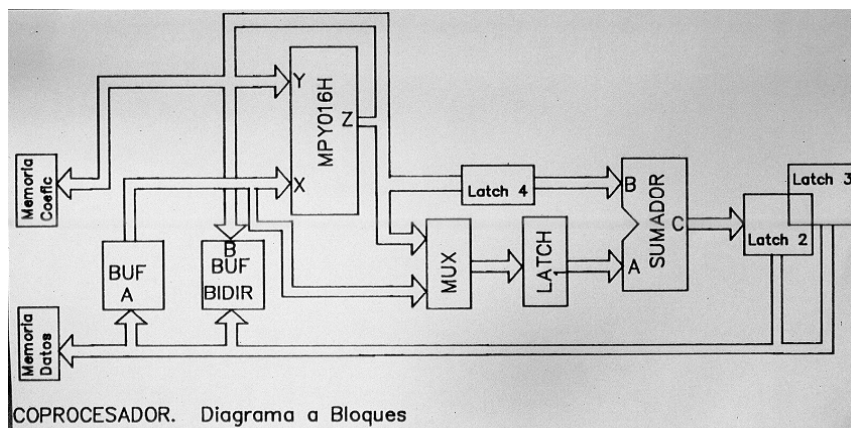 Y
MPY016H
Z
X
Memoria
Coefic
Latch 4
B
SUMADOR
C
A
Latch 3
Latch 2
B
BUF
A
BUF
BIDIR
MUX
LATCH
Memoria
Datos
COPROCESADOR. Diagrama a Bloques